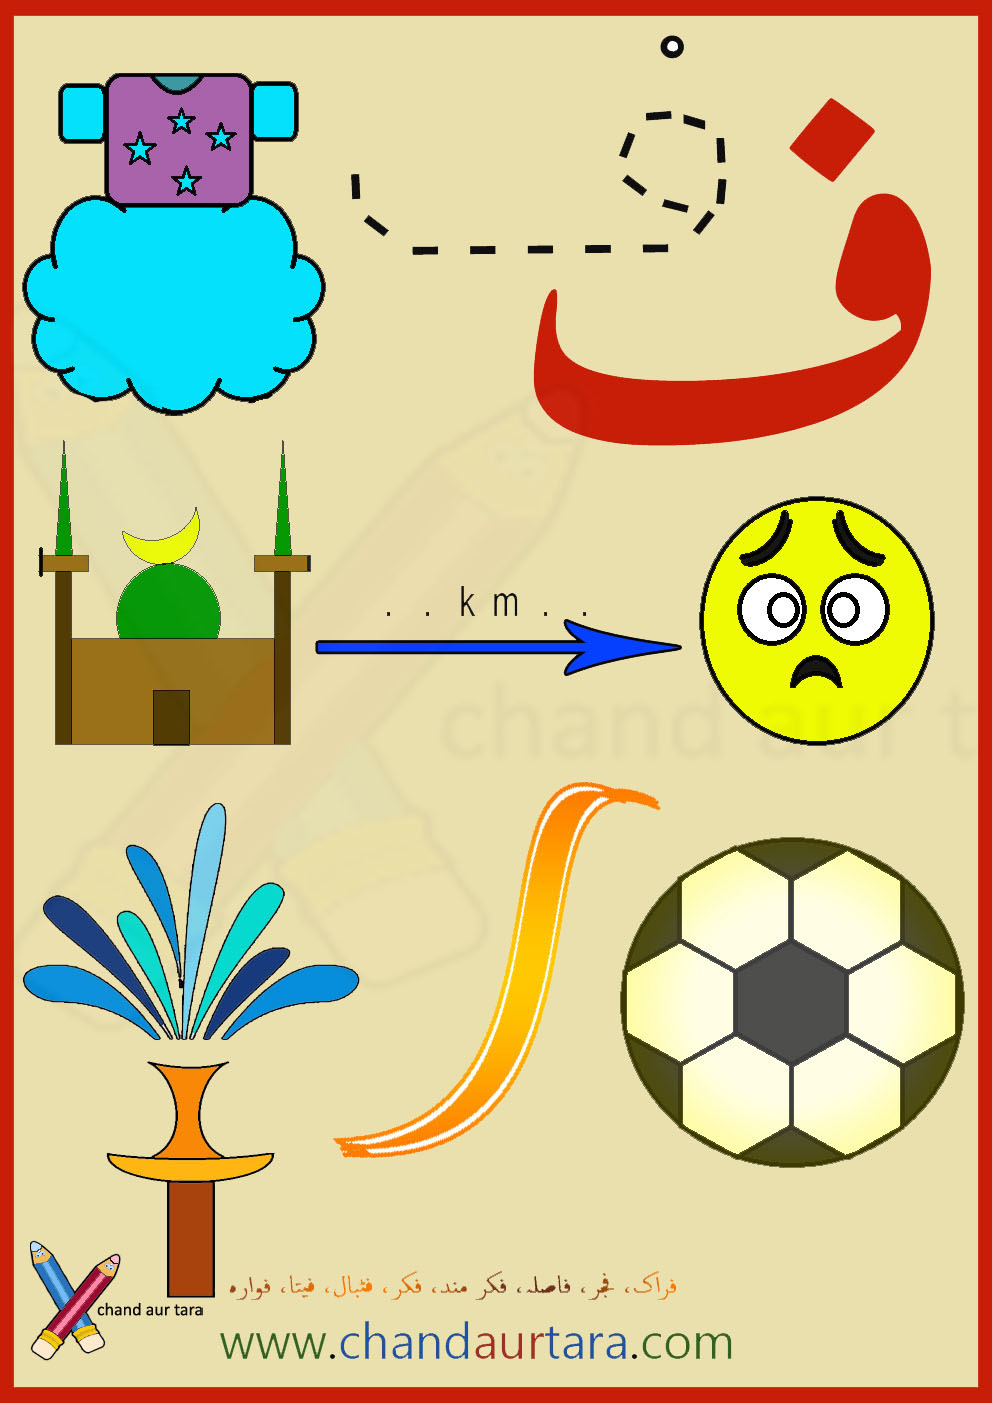 ف
. . k m . .
فراک، فجر، فاصلہ، فکر مند، فکر، فٹبال، فیتا، فوارہ
chand aur tara
www.chandaurtara.com